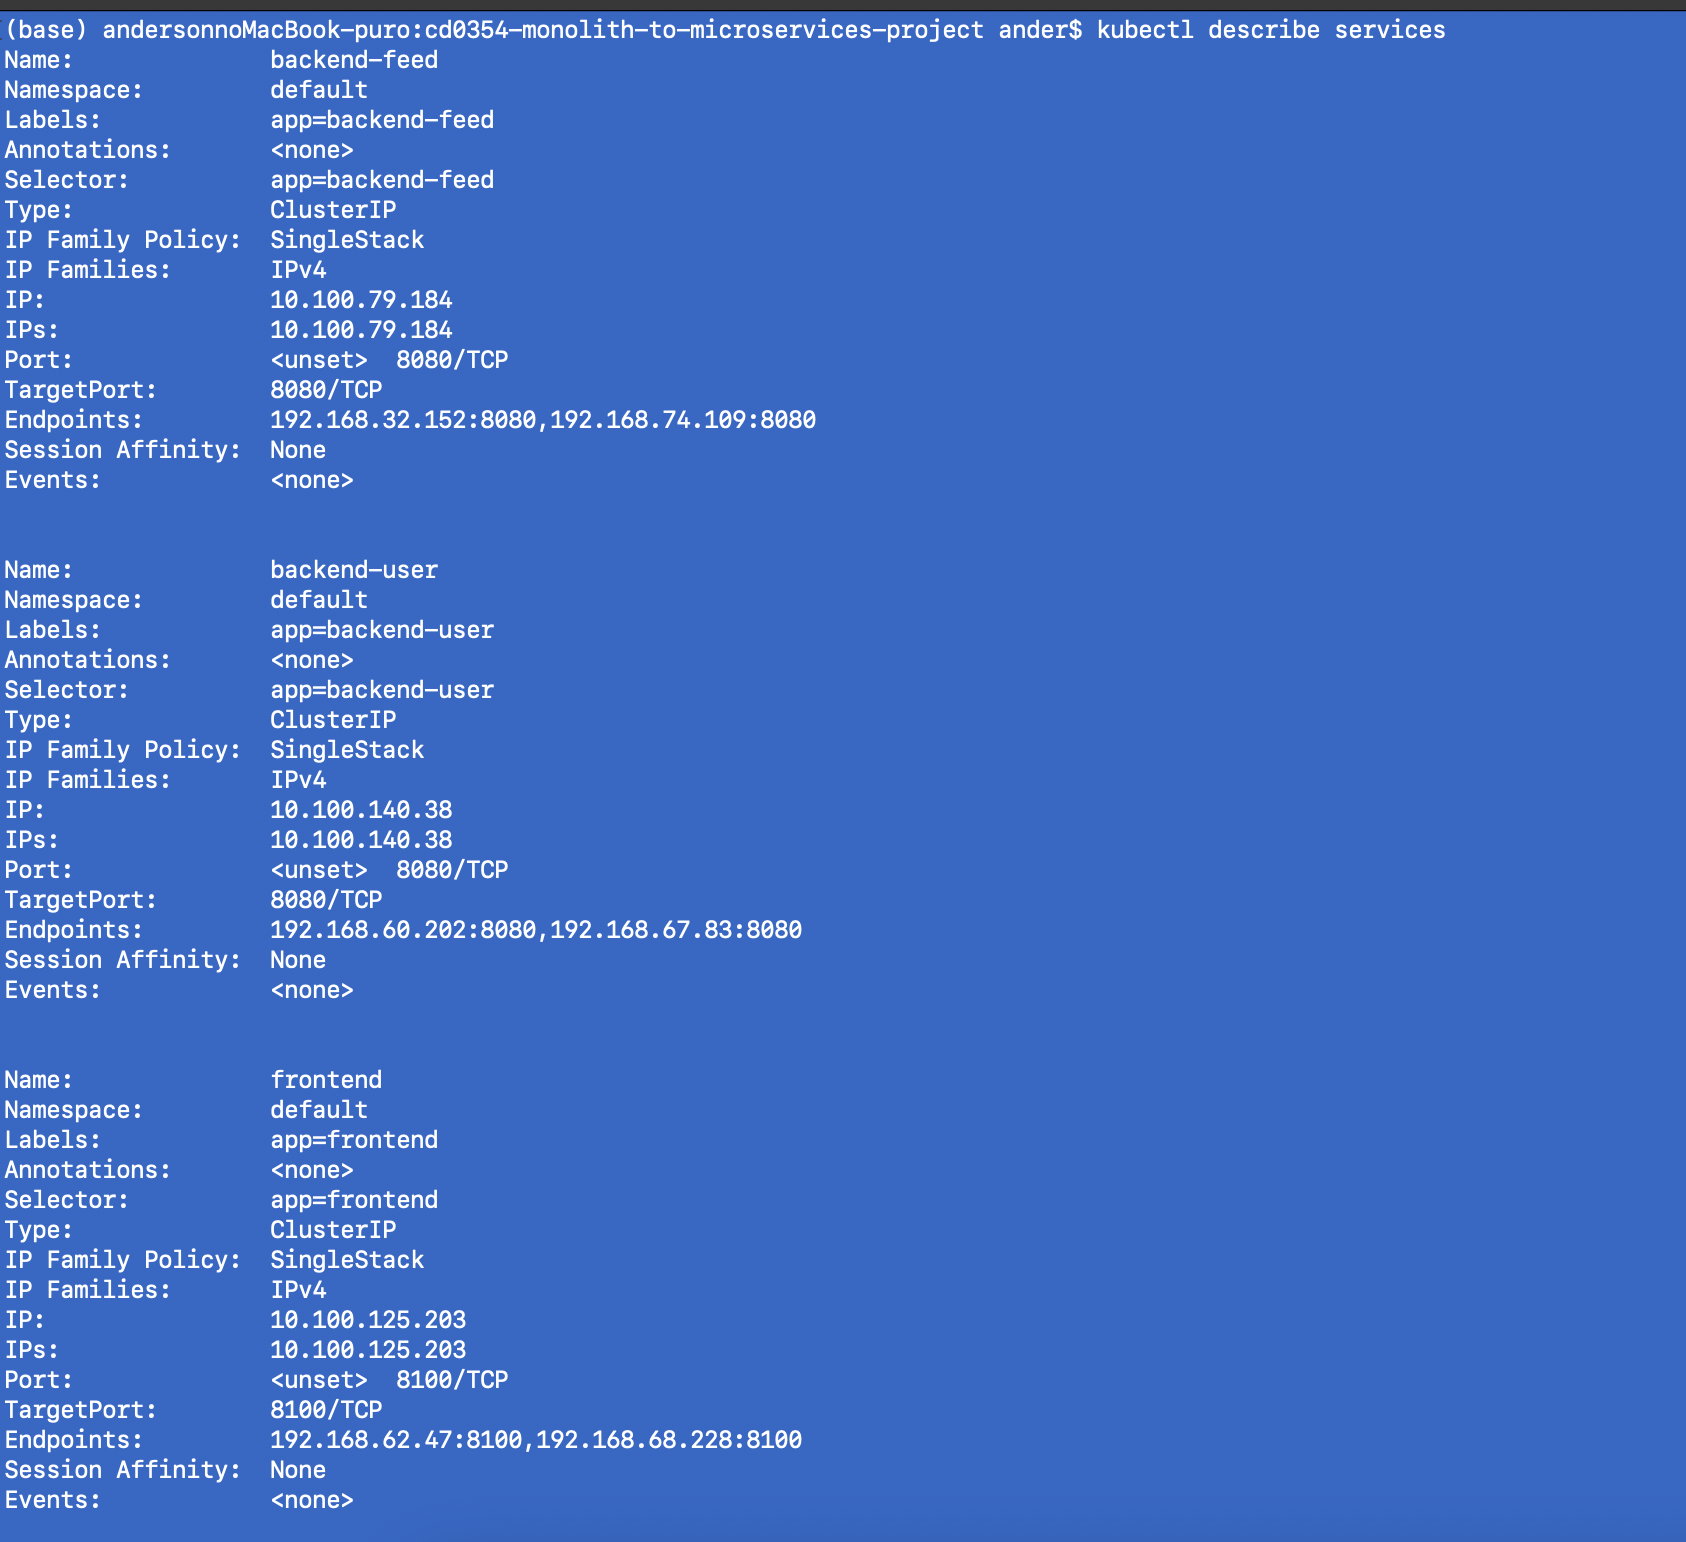 (base) andersonnoMacBook-puro:cd0354-monolith-to-microservices-project ander$ kubectl describe services
Name:              backend-feed
Namespace:         default
Labels:            app=backend-feed
Annotations:       <none>
Selector:          app=backend-feed
Type:              ClusterIP
IP Family Policy:  SingleStack
IP Families:       IPv4
IP:                10.100.79.184
IPs:               10.100.79.184
Port:              <unset>  8080/TCP
TargetPort:        8080/TCP
Endpoints:         192.168.32.152:8080,192.168.74.109:8080
Session Affinity:  None
Events:            <none>
Name:              backend-user
Namespace:         default
Labels:            app=backend-user
Annotations:       <none>
Selector:          app=backend-user
Type:              ClusterIP
IP Family Policy:  SingleStack
IP Families:       IPv4
IP:                10.100.140.38
IPs:               10.100.140.38
Port:              <unset>  8080/TCP
TargetPort:        8080/TCP
Endpoints:         192.168.60.202:8080,192.168.67.83:8080
Session Affinity:  None
Events:            <none>
Name:              frontend
Namespace:         default
Labels:            app=frontend
Annotations:       <none>
Selector:          app=frontend
Type:              ClusterIP
IP Family Policy:  SingleStack
IP Families:       IPv4
IP:                10.100.125.203
IPs:               10.100.125.203
Port:              <unset>  8100/TCP
TargetPort:        8100/TCP
Endpoints:         192.168.62.47:8100,192.168.68.228:8100
Session Affinity:  None
Events:            <none>